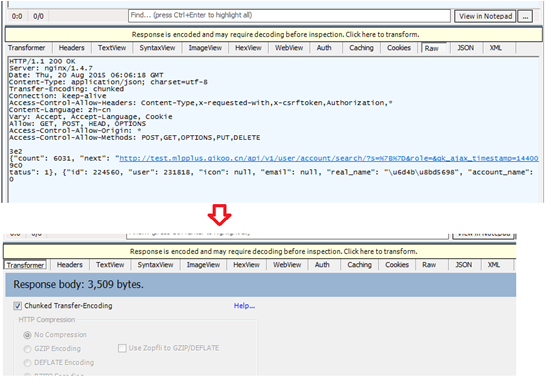 0:0 0/0 Find... (press Ctrl+Enter to highlight all) View in Notepad ...
Response is encoded and may require decoding before inspection. Click here to transform.
Transformer Headers TextView SyntaxView ImageView HexView WebView Auth Caching Cookies Raw JSON XML
HTTP/1.1 200 OK
Server: nginx/1.4.7
Date: Thu, 20 Aug 2015 06:06:18 GMT
Content-Type: application/json; charset=utf-8
Transfer-Encoding: chunked
Connection: keep-alive
Access-Control-Allow-Headers: Content-Type,x-requested-with,x-csrftoken,Authorization,*
Content-Language: zh-cn
Vary: Accept, Accept-Language, Cookie
Allow: GET, POST, HEAD, OPTIONS
Access-Control-Allow-Origin: *
Access-Control-Allow-Methods: POST,GET,OPTIONS,PUT,DELETE
3e2
{"count": 6031, "next": "http://test.mlpplus.qikoo.cn/api/v1/user/account/search/?s=%7B%7D&role=&qk_ajax_timestamp=14400
9c0
tatus": 1}, {"id": 224560, "user": 231818, "icon": null, "email": null, "real_name": "\u6d4b\u8bd5698", "account_name":
0
0:0 0/0 View in Notepad
Response is encoded and may require decoding before inspection. Click here to transform.
Transformer Headers TextView SyntaxView ImageView HexView WebView Auth Caching Cookies Raw JSON XML
Response body: 3,509 bytes.
Chunked Transfer-Encoding Help...
HTTP Compression
No Compression
GZIP Encoding Use Zopfli to GZIP/DEFLATE
DEFLATE Encoding